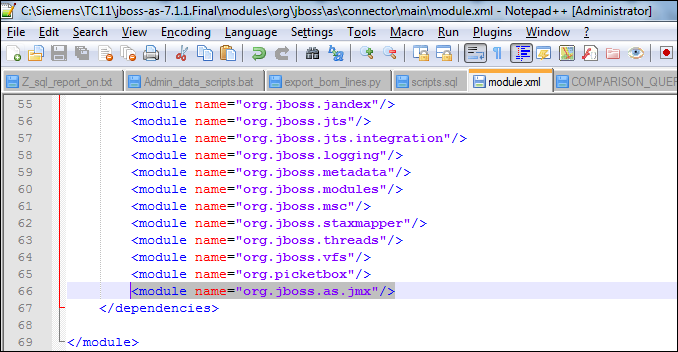 C:\Siemens\TC11\jboss-as-7.1.1.Final\modules\org\jboss\as\connector\main\module.xml - Notepad++ [Administrator]
File Edit Search View Encoding Language Settings Tools Macro Run Plugins Window ?
Z_sql_report_on.txt Admin_data_scripts.bat export_bom_lines.py scripts.sql module.xml COMPARISON_QUER
55 <module name="org.jboss.jandex"/>
56 <module name="org.jboss.jts"/>
57 <module name="org.jboss.jts.integration"/>
58 <module name="org.jboss.logging"/>
59 <module name="org.jboss.metadata"/>
60 <module name="org.jboss.modules"/>
61 <module name="org.jboss.msc"/>
62 <module name="org.jboss.staxmapper"/>
63 <module name="org.jboss.threads"/>
64 <module name="org.jboss.vfs"/>
65 <module name="org.picketbox"/>
66 <module name="org.jboss.as.jmx"/>
67 </dependencies>
68
69 </module>